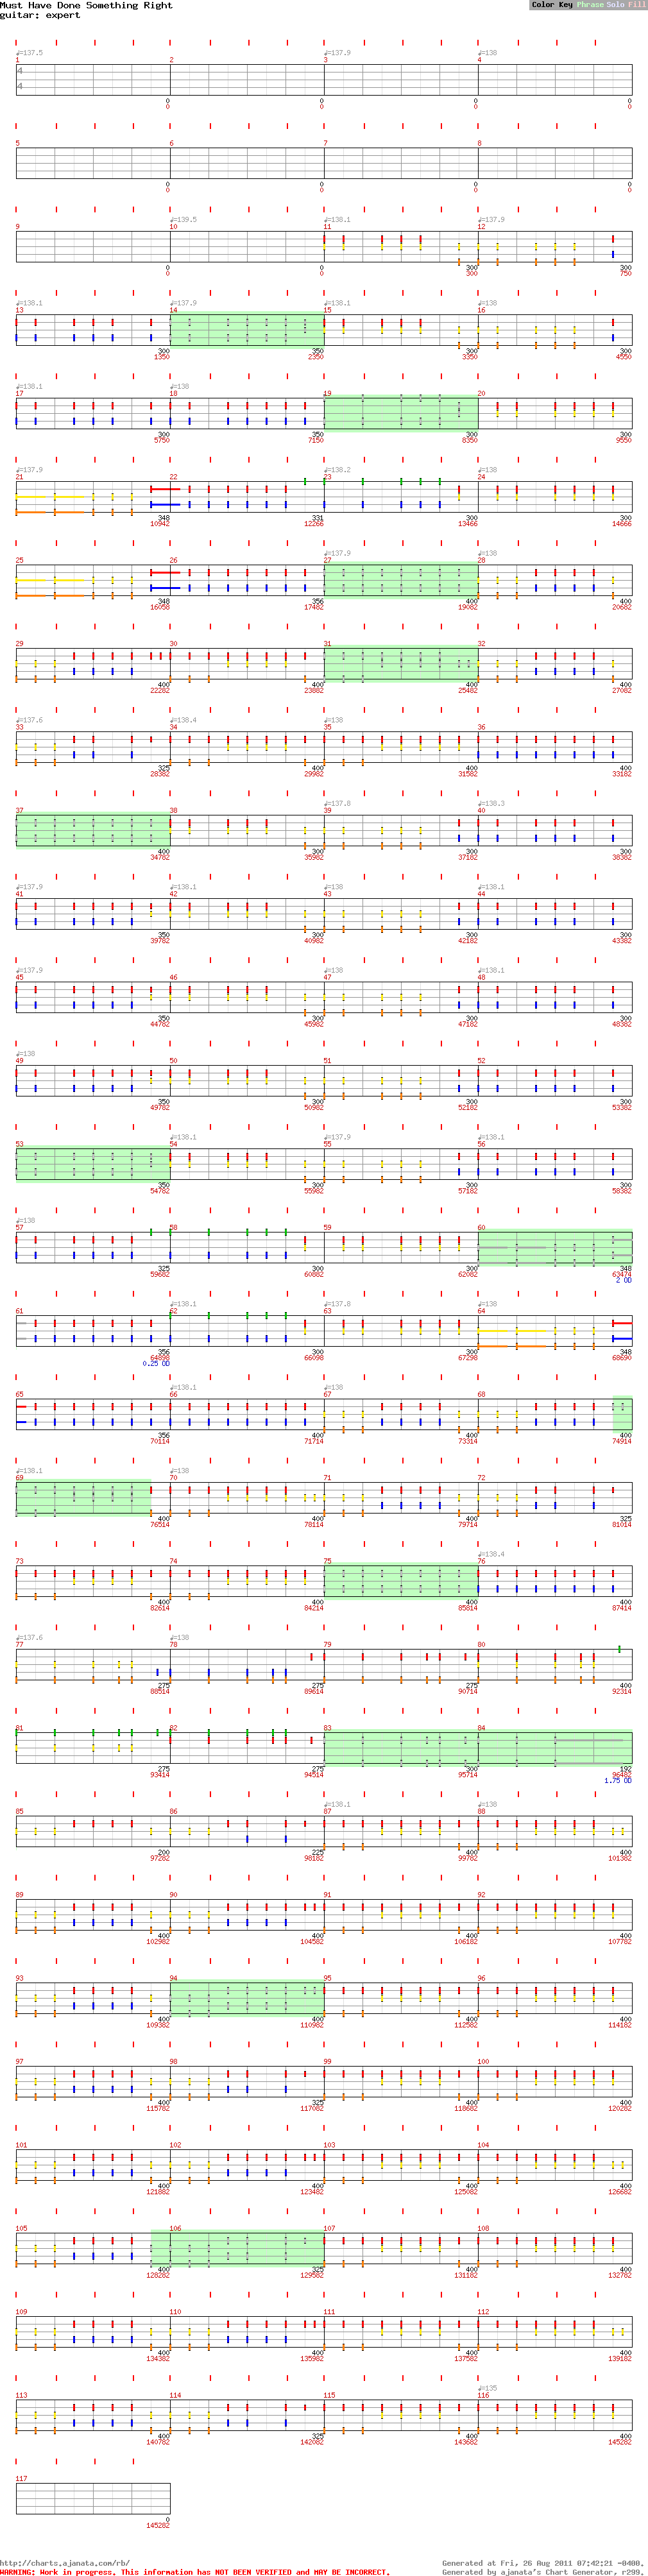 Must Have Done Something Right
Color Key Phrase Solo Fill
guitar: expert
♩=137.5 ♩=137.9 ♩=138
1 2 3 4
4
4
0 0 0
0 0 0
5 6 7 8
0 0 0
0 0 0
♩=139.5 ♩=138.1 ♩=137.9
9 10 11 12
0 0 300 300
0 0 300 750
♩=138.1 ♩=137.9 ♩=138.1 ♩=138
13 14 15 16
300 350 300 300
1350 2350 3350 4550
♩=138.1 ♩=138
17 18 19 20
300 350 300 300
5750 7150 8350 9550
♩=137.9 ♩=138.2 ♩=138
21 22 23 24
348 331 300 300
10942 12266 13466 14666
♩=137.9 ♩=138
25 26 27 28
348 356 400 400
16058 17482 19082 20682
29 30 31 32
400 400 400 400
22282 23882 25482 27082
♩=137.6 ♩=138.4 ♩=138
33 34 35 36
325 400 400 400
28382 29982 31582 33182
♩=137.8 ♩=138.3
37 38 39 40
400 300 300 300
34782 35982 37182 38382
♩=137.9 ♩=138.1 ♩=138 ♩=138.1
41 42 43 44
350 300 300 300
39782 40982 42182 43382
♩=137.9 ♩=138 ♩=138.1
45 46 47 48
350 300 300 300
44782 45982 47182 48382
♩=138
49 50 51 52
350 300 300 300
49782 50982 52182 53382
♩=138.1 ♩=137.9 ♩=138.1
53 54 55 56
350 300 300 300
54782 55982 57182 58382
♩=138
57 58 59 60
325 300 300 348
59682 60882 62082 63474
2 OD
♩=138.1 ♩=137.8 ♩=138
61 62 63 64
356 300 300 348
64898 66098 67298 68690
0.25 OD
♩=138.1 ♩=138
65 66 67 68
356 400 400 400
70114 71714 73314 74914
♩=138.1 ♩=138
69 70 71 72
400 400 400 325
76514 78114 79714 81014
♩=138.4
73 74 75 76
400 400 400 400
82614 84214 85814 87414
♩=137.6 ♩=138
77 78 79 80
275 275 275 400
88514 89614 90714 92314
81 82 83 84
275 275 300 192
93414 94514 95714 96482
1.75 OD
♩=138.1 ♩=138
85 86 87 88
200 225 400 400
97282 98182 99782 101382
89 90 91 92
400 400 400 400
102982 104582 106182 107782
93 94 95 96
400 400 400 400
109382 110982 112582 114182
97 98 99 100
400 325 400 400
115782 117082 118682 120282
101 102 103 104
400 400 400 400
121882 123482 125082 126682
105 106 107 108
400 325 400 400
128282 129582 131182 132782
109 110 111 112
400 400 400 400
134382 135982 137582 139182
♩=135
113 114 115 116
400 325 400 400
140782 142082 143682 145282
117
0
145282
http://charts.ajanata.com/rb/ Generated at Fri, 26 Aug 2011 07:42:21 -0400.
WARNING: Work in progress. This information has NOT BEEN VERIFIED and MAY BE INCORRECT. Generated by ajanata's Chart Generator, r299.